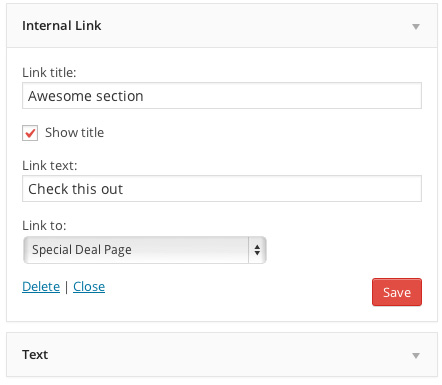 Internal Link
Link title:
Awesome section
Show title
Link text:
Check this out
Link to:
Special Deal Page
Delete | Close
Save
Text